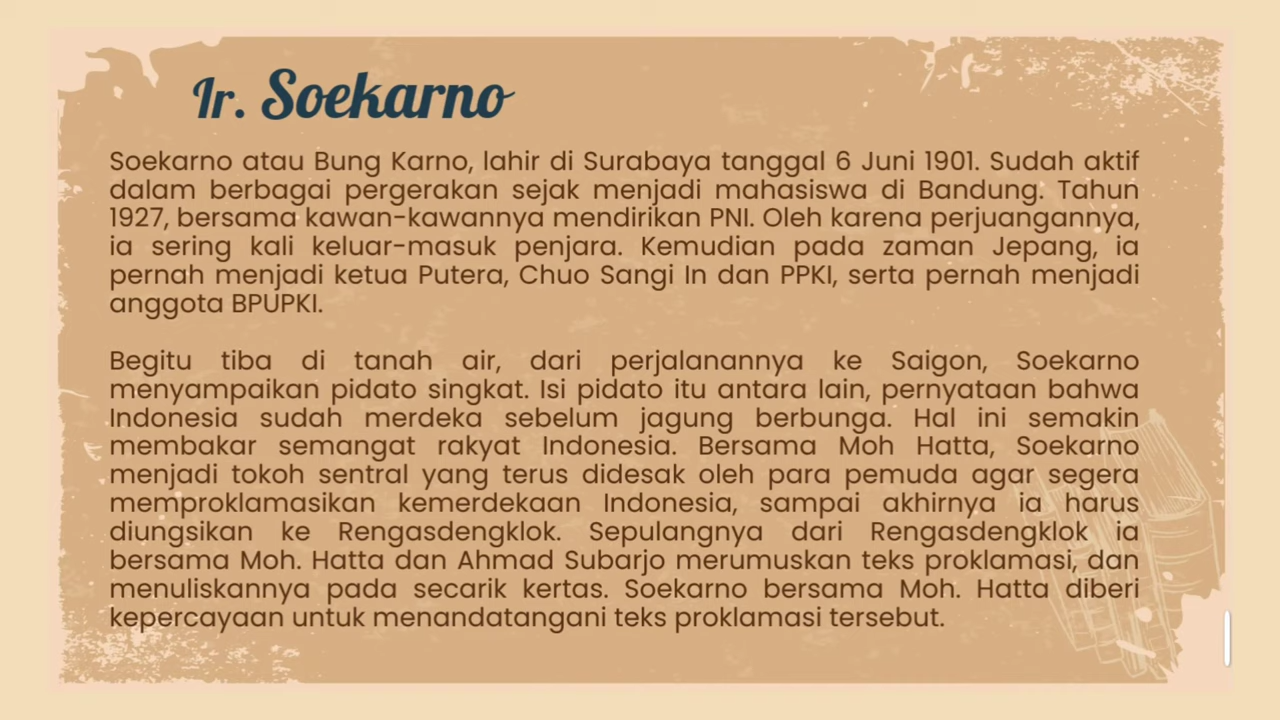 Ir. Soekarno
Soekarno atau Bung Karno, lahir di Surabaya tanggal 6 Juni 1901. Sudah aktif
dalam berbagai pergerakan sejak menjadi mahasiswa di Bandung. Tahun
1927, bersama kawan-kawannya mendirikan PNI. Oleh karena perjuangannya,
ia sering kali keluar-masuk penjara. Kemudian pada zaman Jepang, ia
pernah menjadi ketua Putera, Chuo Sangi In dan PPKI, serta pernah menjadi
anggota BPUPKI.
Begitu tiba di tanah air, dari perjalanannya ke Saigon, Soekarno
menyampaikan pidato singkat. Isi pidato itu antara lain, pernyataan bahwa
Indonesia sudah merdeka sebelum jagung berbunga. Hal ini semakin
membakar semangat rakyat Indonesia. Bersama Moh Hatta, Soekarno
menjadi tokoh sentral yang terus didesak oleh para pemuda agar segera
memproklamasikan kemerdekaan Indonesia, sampai akhirnya ia harus
diungsikan ke Rengasdengklok. Sepulangnya dari Rengasdengklok ia
bersama Moh. Hatta dan Ahmad Subarjo merumuskan teks proklamasi, dan
menuliskannya pada secarik kertas. Soekarno bersama Moh. Hatta diberi
kepercayaan untuk menandatangani teks proklamasi tersebut.